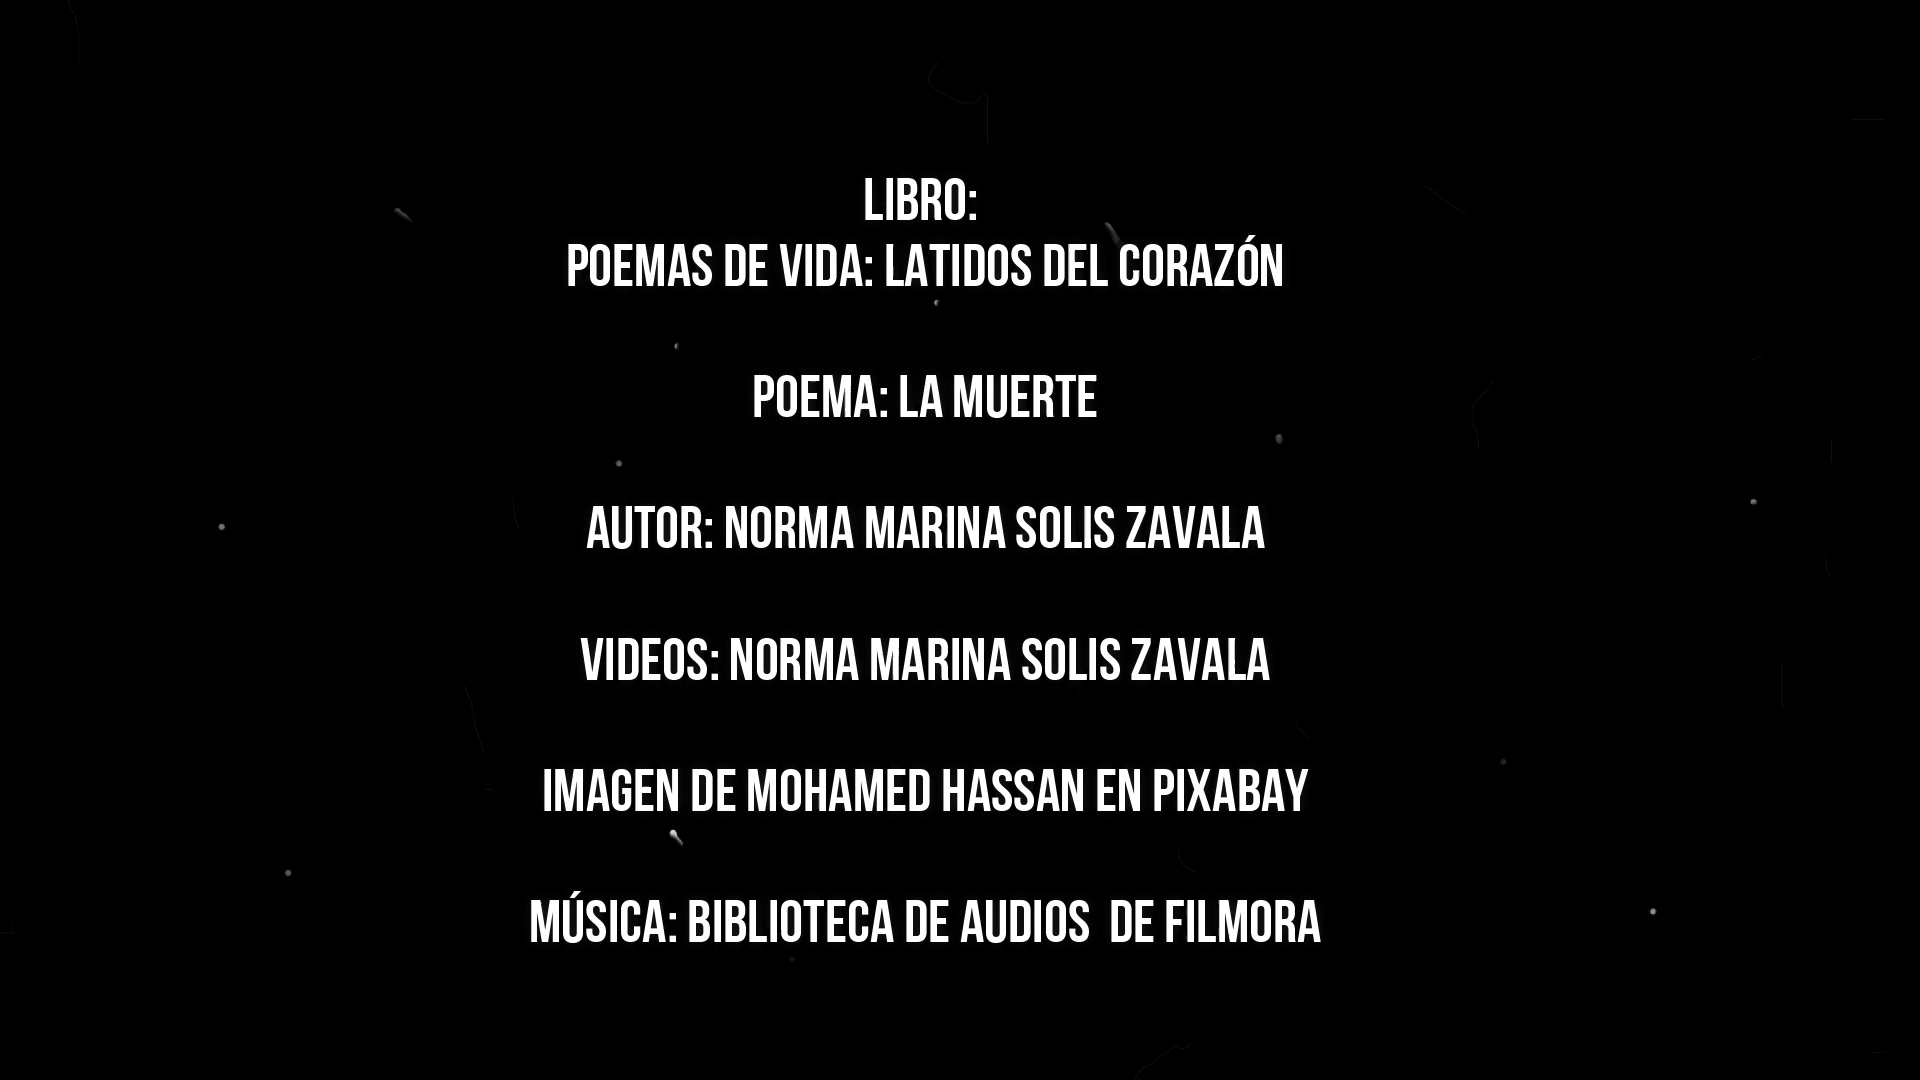 LIBRO:
POEMAS DE VIDA: LATIDOS DEL CORAZÓN
POEMA: LA MUERTE
AUTOR: NORMA MARINA SOLIS ZAVALA
VIDEOS: NORMA MARINA SOLIS ZAVALA
IMAGEN DE MOHAMED HASSAN EN PIXABAY
MÚSICA: BIBLIOTECA DE AUDIOS  DE FILMORA